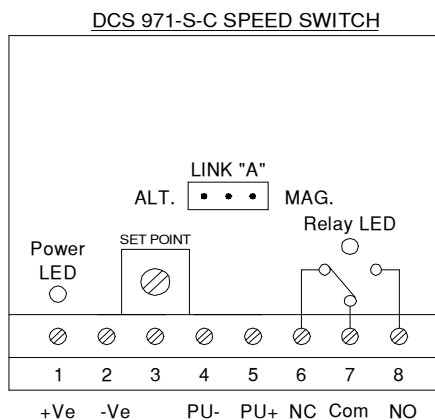 DCS 971-S-C SPEED SWITCH
LINK "A"
ALT. MAG.
Relay LED
Power
LED
SET POINT
1 2 3 4 5 6 7 8
+Ve -Ve PU- PU+ NC Com NO